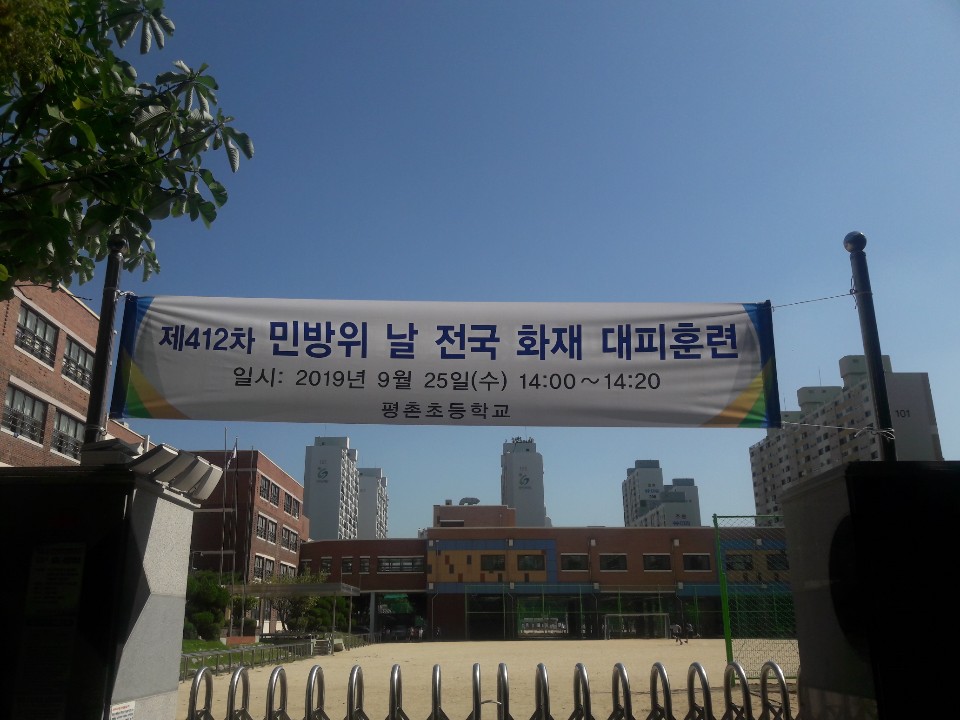 제412차 민방위 날 전국 화재 대피훈련
일시: 2019년 9월 25일(수) 14:00～14:20
평촌초등학교
101